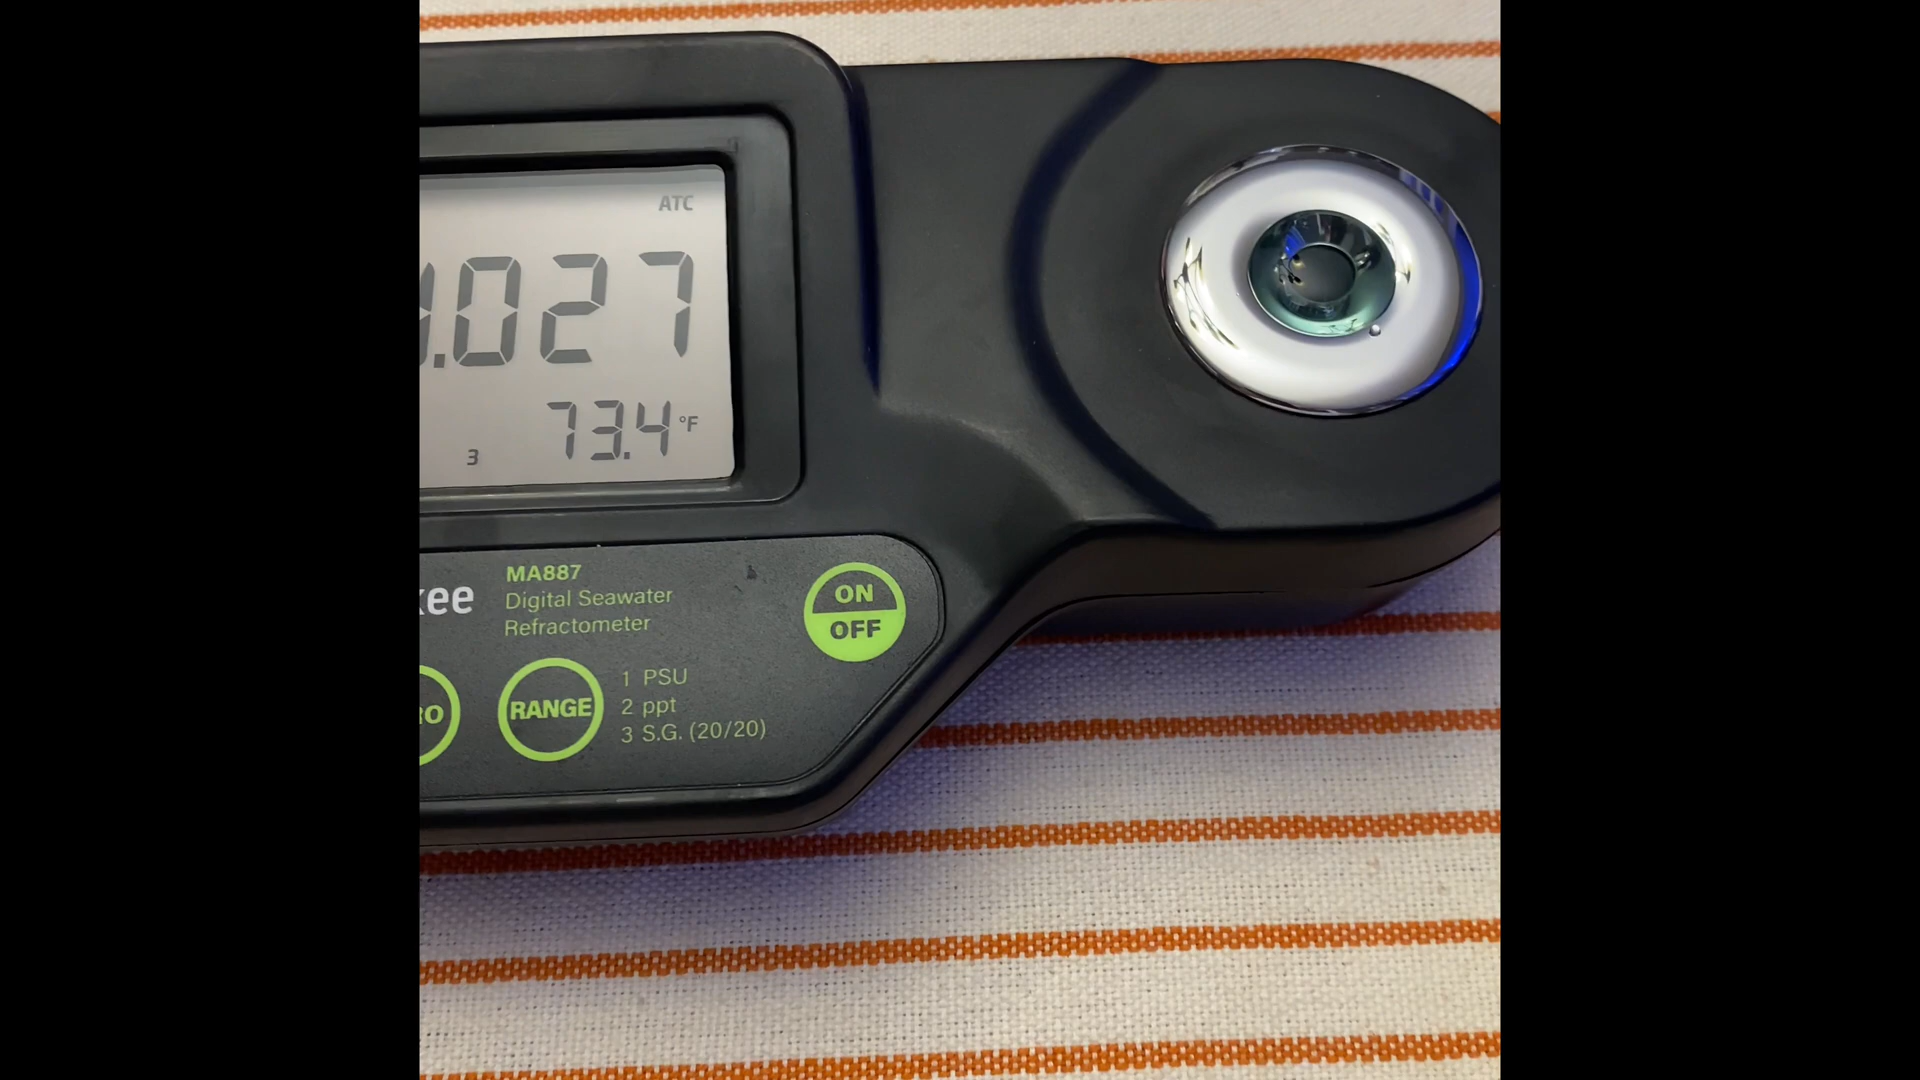 ATC
.027
73.4 °F
3
kee
MA887
Digital Seawater
Refractometer
ON
OFF
RO
RANGE
1 PSU
2 ppt
3 S.G. (20/20)